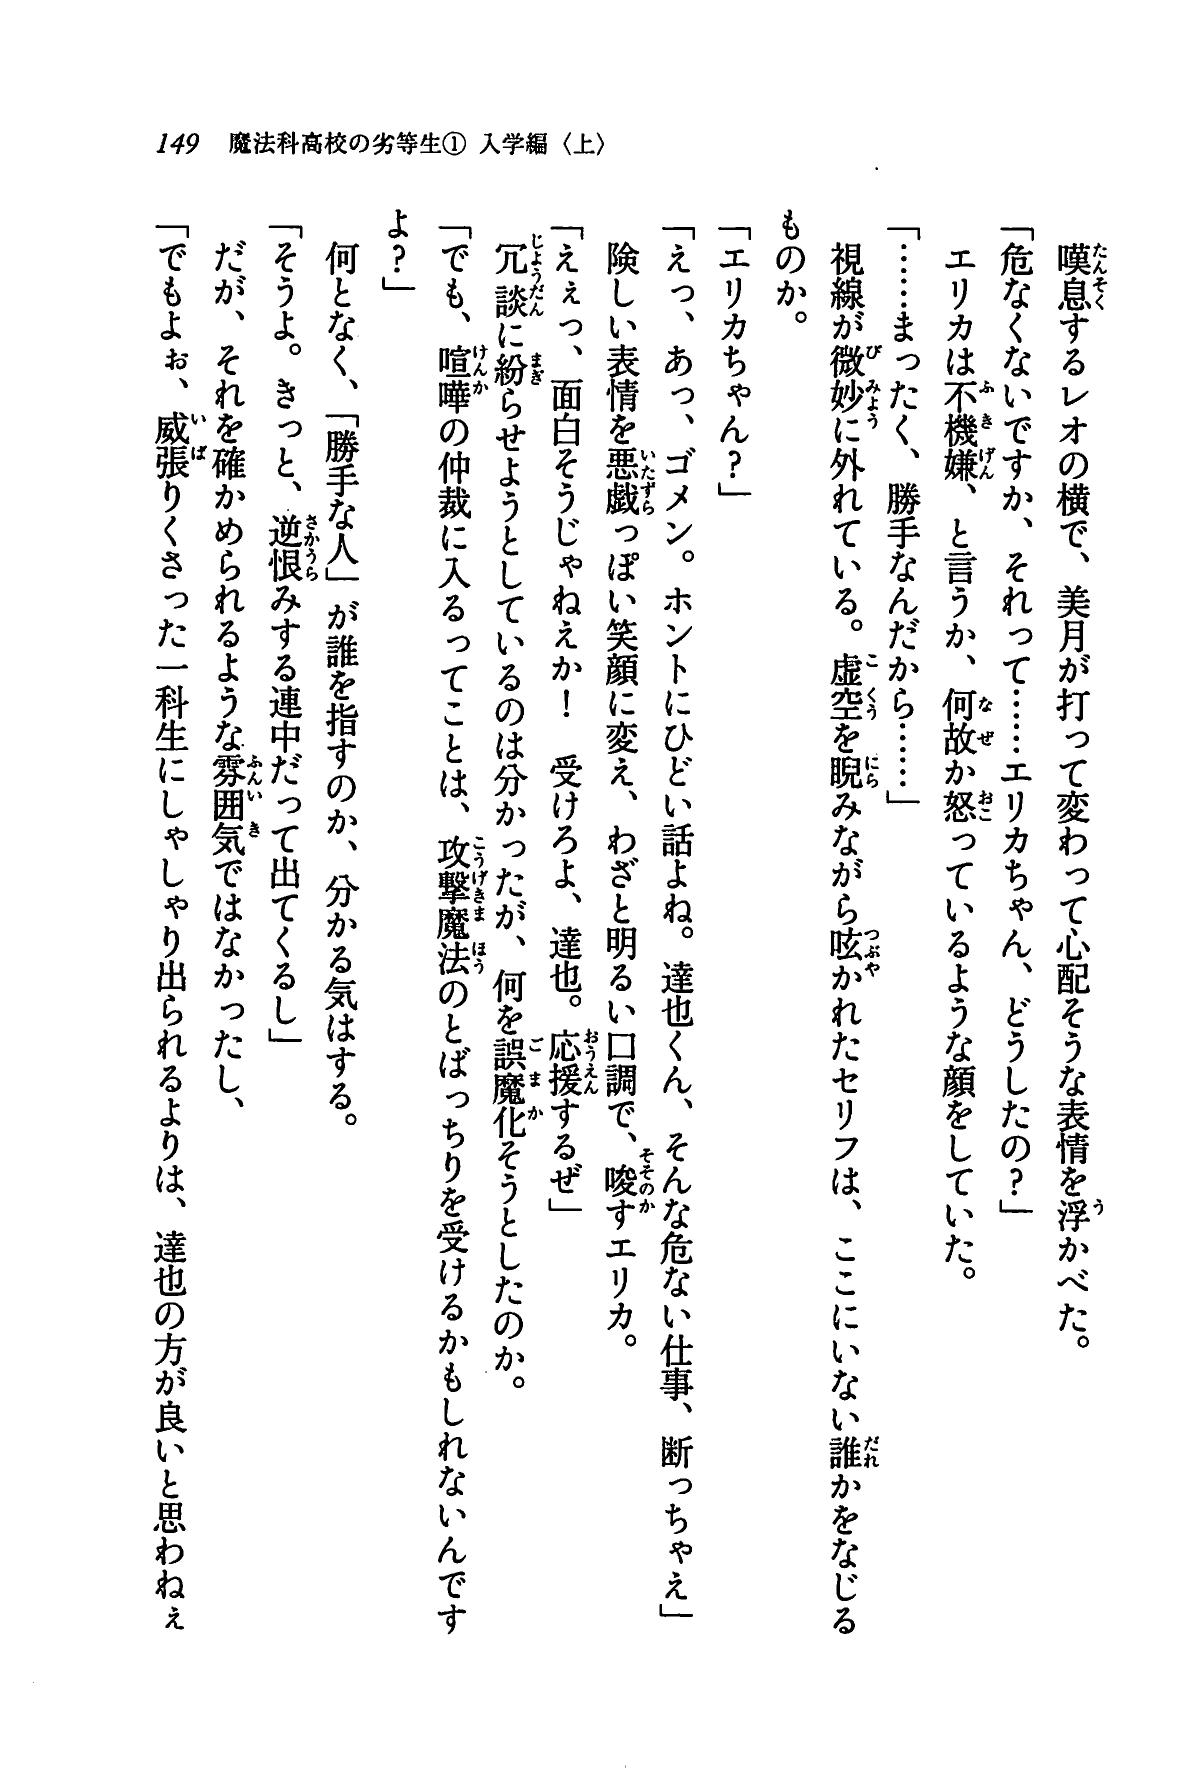 149 魔法科高校の劣等生① 入学編〈上〉
嘆息するレオの横で、美月が打って変わって心配そうな表情を浮かべた。
「危なくないですか、それって……エリカちゃん、どうしたの？」
エリカは不機嫌、と言うか、何故か怒っているような顔をしていた。
「……まったく、勝手なんだから……」
視線が微妙に外れている。虚空を睨みながら呟かれたセリフは、ここにいない誰かをなじる
ものか。
「エリカちゃん？」
「えっ、あっ、ゴメン。ホントにひどい話よね。達也くん、そんな危ない仕事、断っちゃえ」
険しい表情を悪戯っぽい笑顔に変え、わざと明るい口調で、唆すエリカ。
「えぇっ、面白そうじゃねえか！　受けろよ、達也。応援するぜ」
冗談に紛らせようとしているのは分かったが、何を誤魔化そうとしたのか。
「でも、喧嘩の仲裁に入るってことは、攻撃魔法のとばっちりを受けるかもしれないんです
よ？」
何となく、「勝手な人」が誰を指すのか、分かる気はする。
「そうよ。きっと、逆恨みする連中だって出てくるし」
だが、それを確かめられるような雰囲気ではなかったし、
「でもよぉ、威張りくさった一科生にしゃしゃり出られるよりは、達也の方が良いと思わねぇ